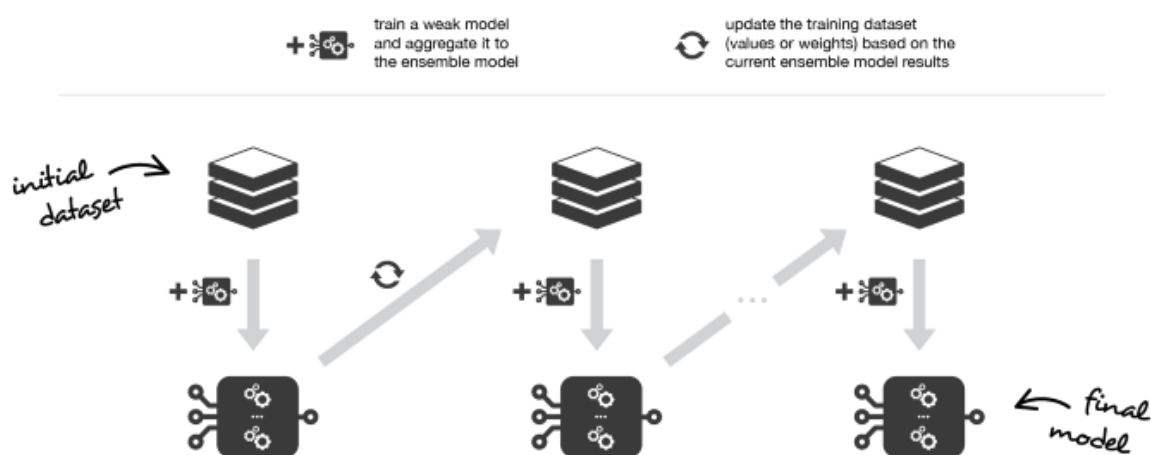 train a weak model
and aggregate it to
the ensemble model
update the training dataset
(values or weights) based on the
current ensemble model results
initial
dataset
...
...
...
...
final
model